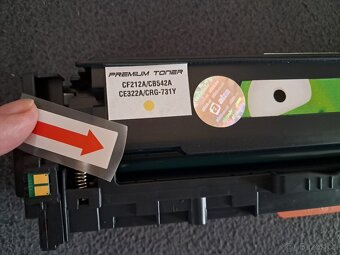 PREMIUM TONER
CF212A/CB542A
CE322A/CRG-731Y